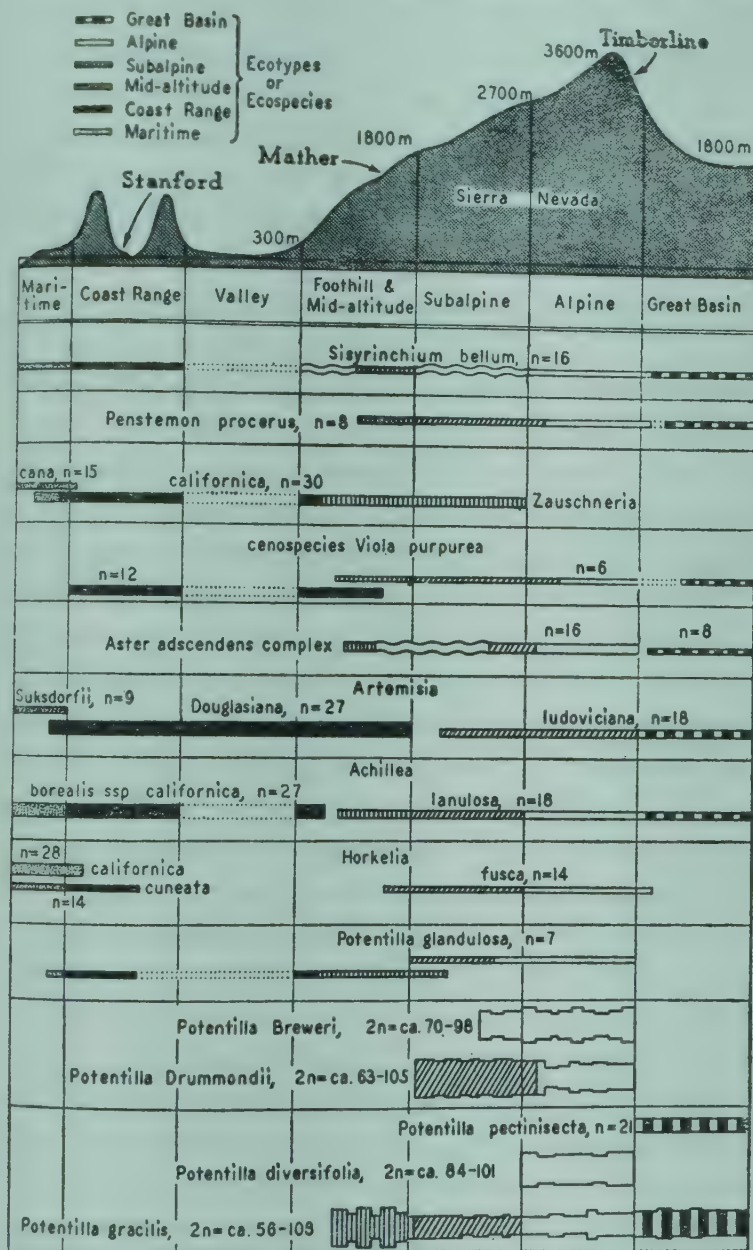 Great Basin
Alpine
Subalpine
Mid-altitude
Coast Range
Maritime
Ecotypes
or
Ecospecies
Timberline
3600m
2700m
1800m
1800m
Mather
Stanford
Sierra Nevada
300m
Mari-
time
Coast Range
Valley
Foothill &
Mid-altitude
Subalpine
Alpine
Great Basin
Sisyrinchium bellum, n=16
Penstemon procerus, n=8
cana, n=15
californica, n=30
Zauschneria
cenospecies Viola purpurea
n=12
n=6
Aster adscendens complex
n=16
n=8
Artemisia
Suksdorfii, n=9
Douglasiana, n=27
ludoviciana, n=18
Achillea
borealis ssp californica, n=27
lanulosa, n=18
Horkelia
n=28
californica
cuneata
n=14
fusca, n=14
Potentilla glandulosa, n=7
Potentilla Breweri, 2n=ca. 70-98
Potentilla Drummondii, 2n=ca. 63-105
Potentilla pectinisecta, n=21
Potentilla diversifolia, 2n=ca. 84-101
Potentilla gracilis, 2n=ca. 56-109